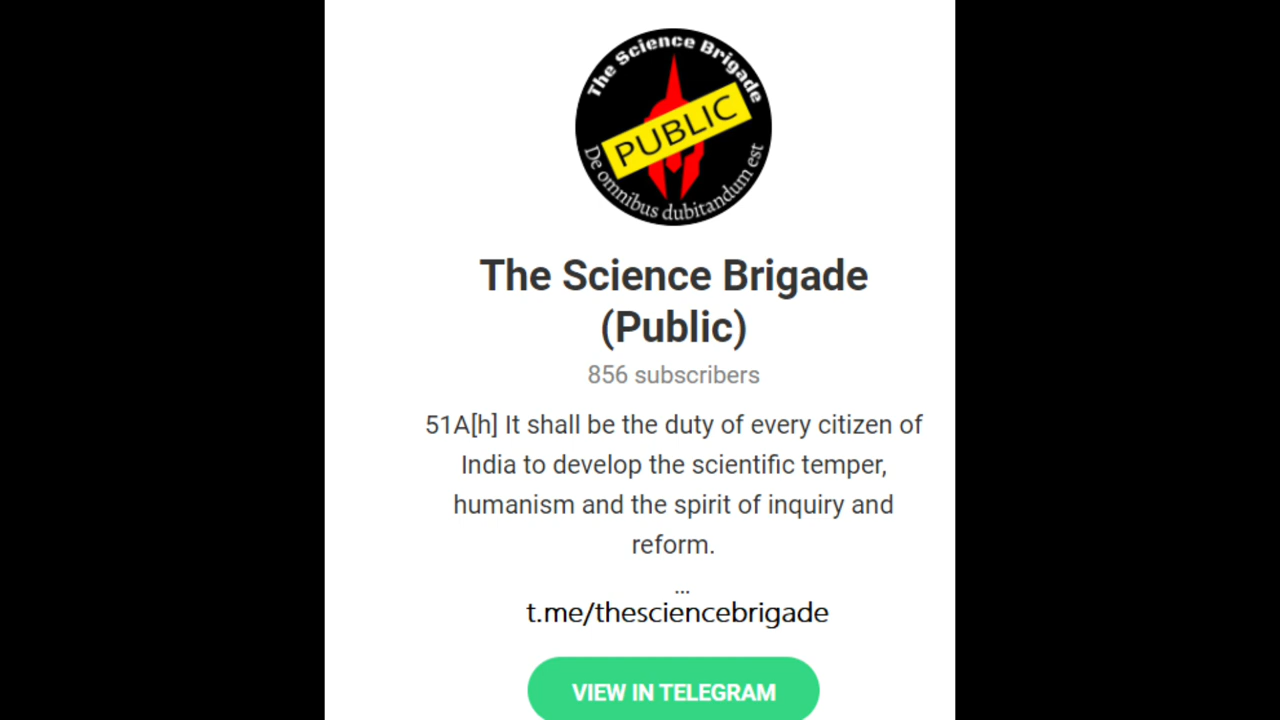 The Science Brigade
PUBLIC
De omnibus dubitandum est
The Science Brigade
(Public)
856 subscribers
51A[h] It shall be the duty of every citizen of
India to develop the scientific temper,
humanism and the spirit of inquiry and
reform.
...
t.me/thesciencebrigade
VIEW IN TELEGRAM